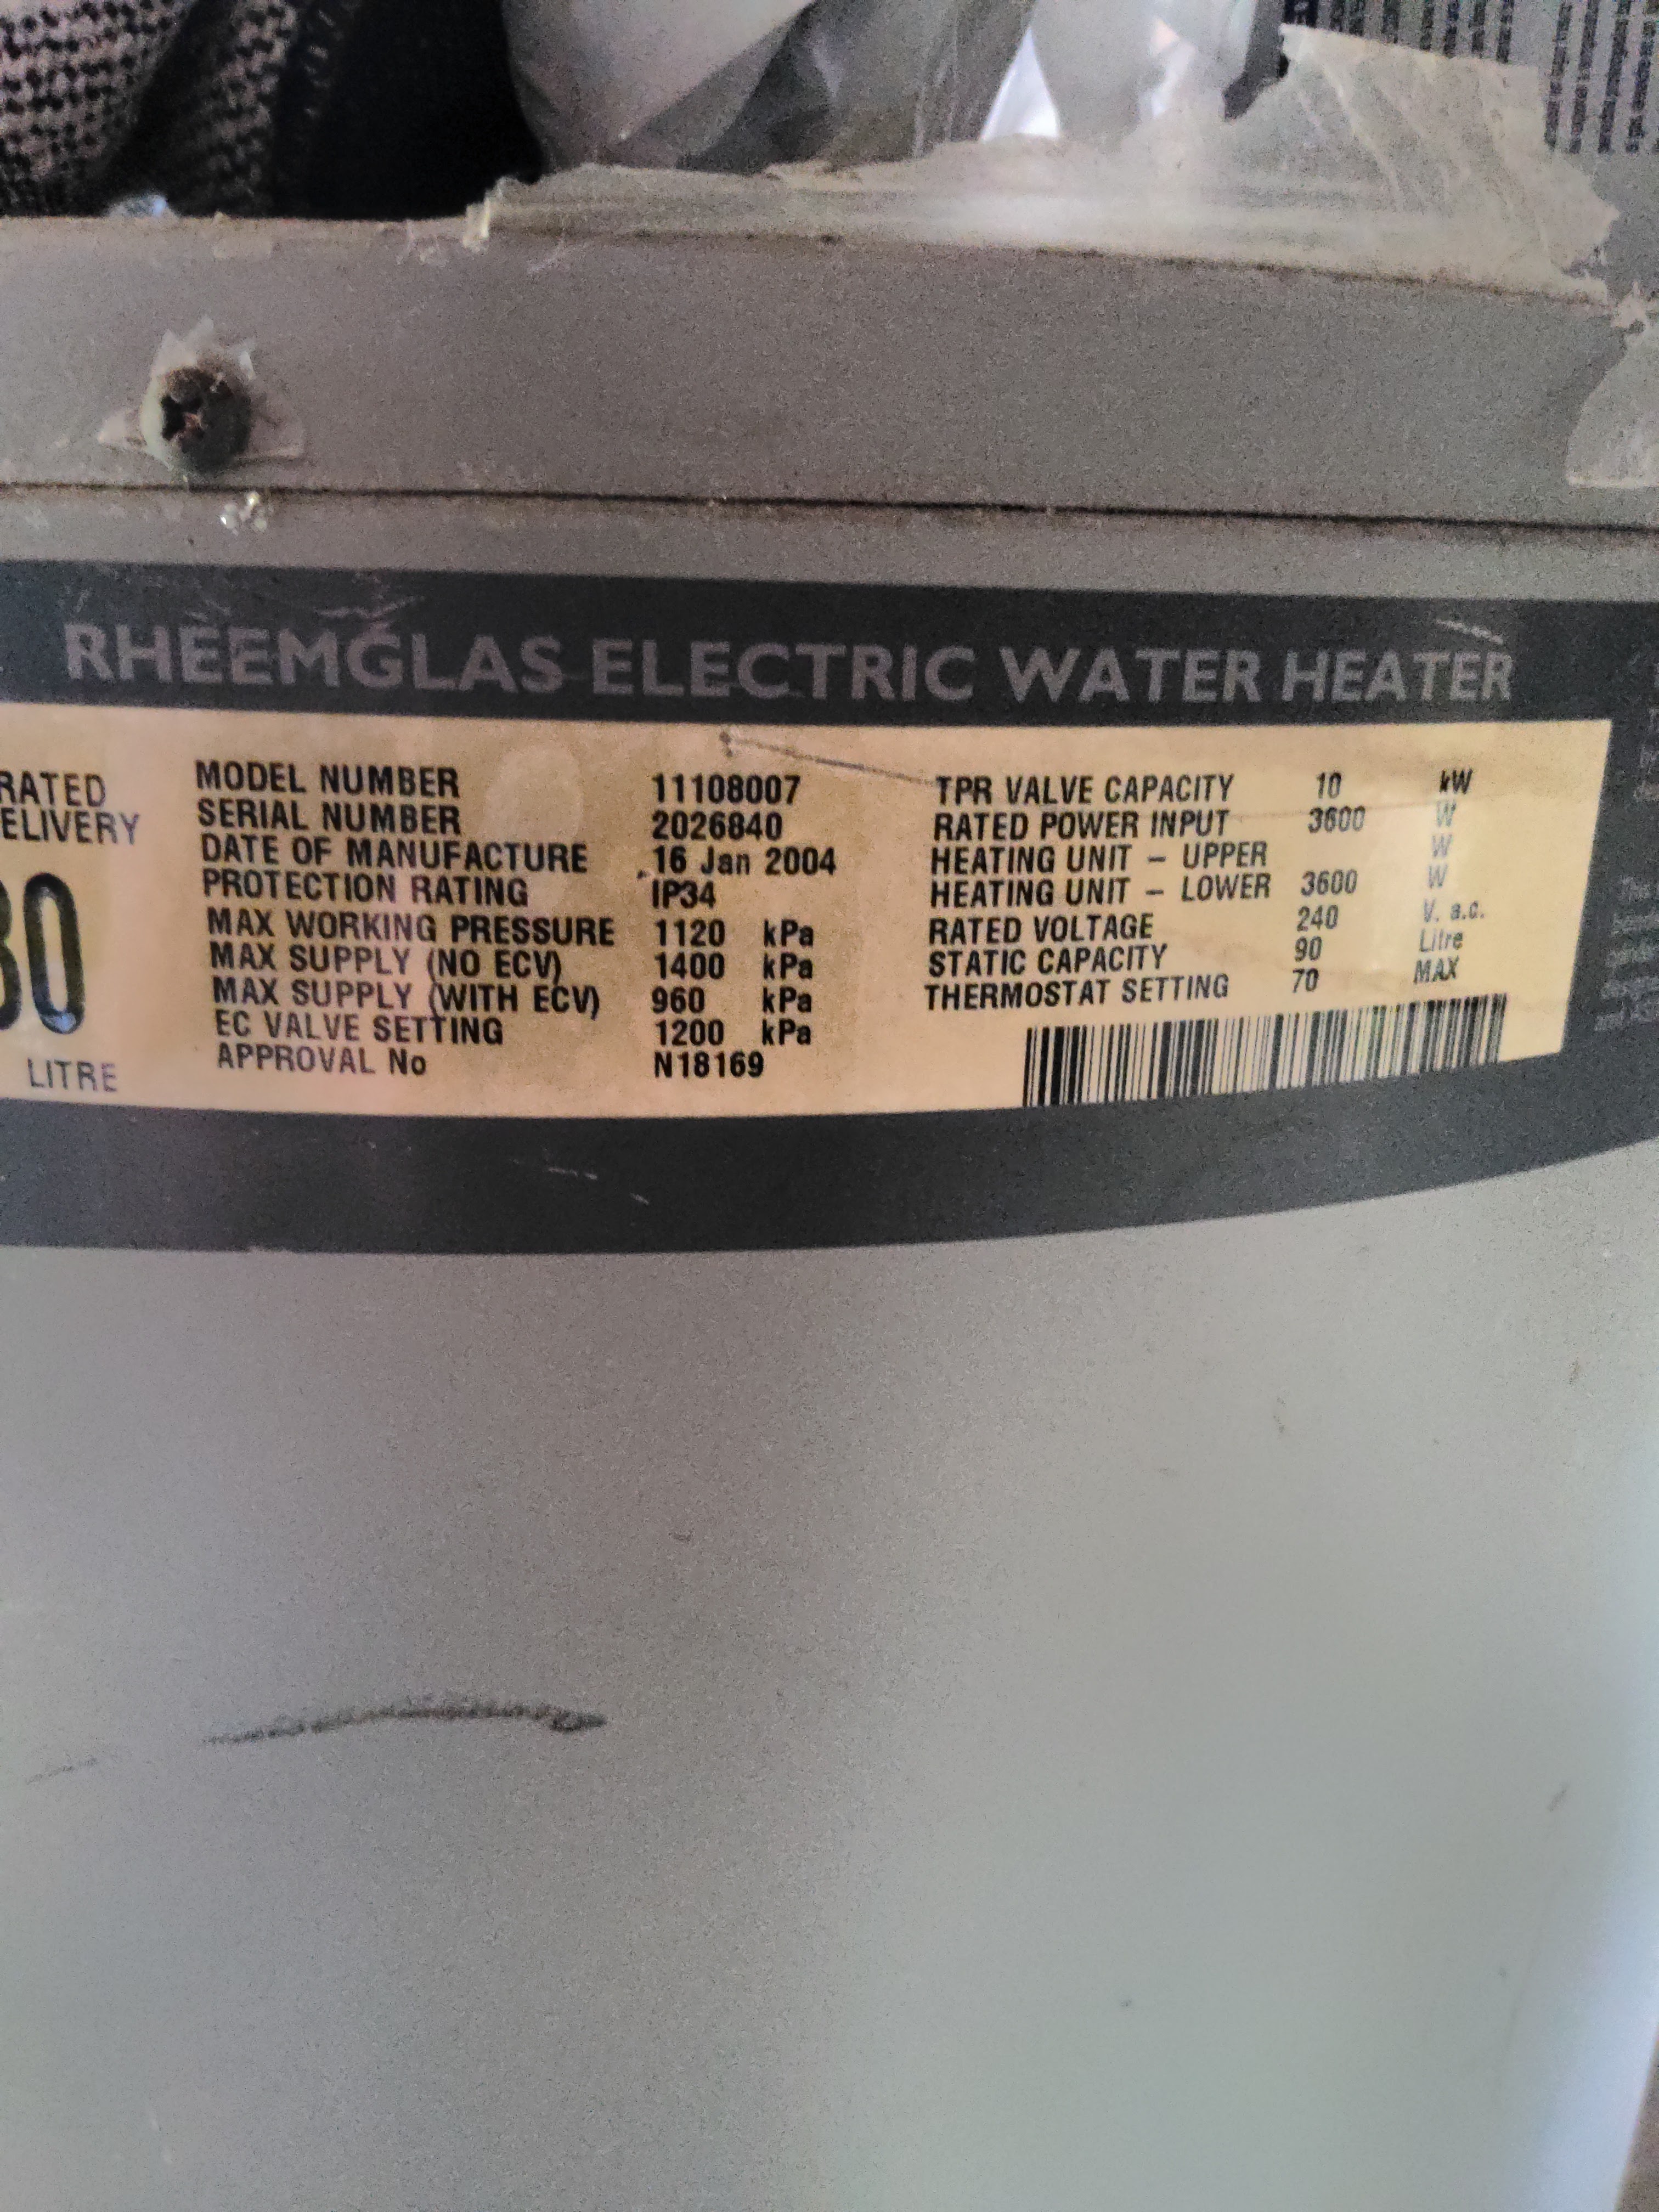 RHEEMGLAS ELECTRIC WATER HEATER
RATED
ELIVERY
80
LITRE
MODEL NUMBER 11108007
SERIAL NUMBER 2026840
DATE OF MANUFACTURE 16 Jan 2004
PROTECTION RATING IP34
MAX WORKING PRESSURE 1120 kPa
MAX SUPPLY (NO ECV) 1400 kPa
MAX SUPPLY (WITH ECV) 960 kPa
EC VALVE SETTING 1200 kPa
APPROVAL No N18169
TPR VALVE CAPACITY 10 kW
RATED POWER INPUT 3600 W
HEATING UNIT – UPPER W
HEATING UNIT – LOWER 3600 W
RATED VOLTAGE 240 V. a.c.
STATIC CAPACITY 90 Litre
THERMOSTAT SETTING 70 MAX